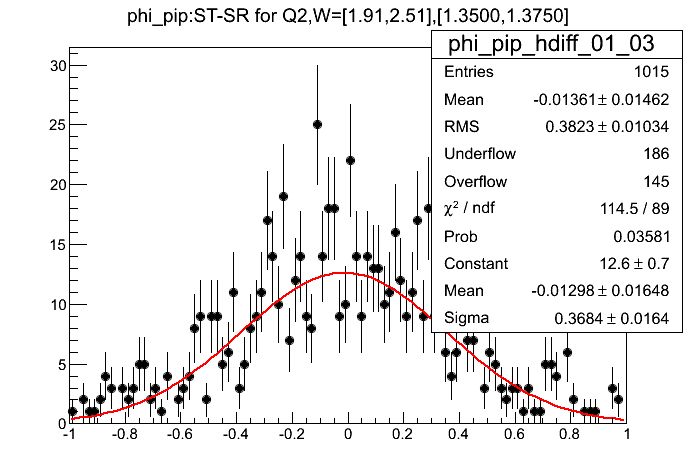 phi_pip:ST-SR for Q2,W=[1.91,2.51],[1.3500,1.3750]
phi_pip_hdiff_01_03
Entries 1015
Mean -0.01361 ± 0.01462
RMS 0.3823 ± 0.01034
Underflow 186
Overflow 145
χ² / ndf 114.5 / 89
Prob 0.03581
Constant 12.6 ± 0.7
Mean -0.01298 ± 0.01648
Sigma 0.3684 ± 0.0164
30
25
20
15
10
5
0
-1 -0.8 -0.6 -0.4 -0.2 0 0.2 0.4 0.6 0.8 1